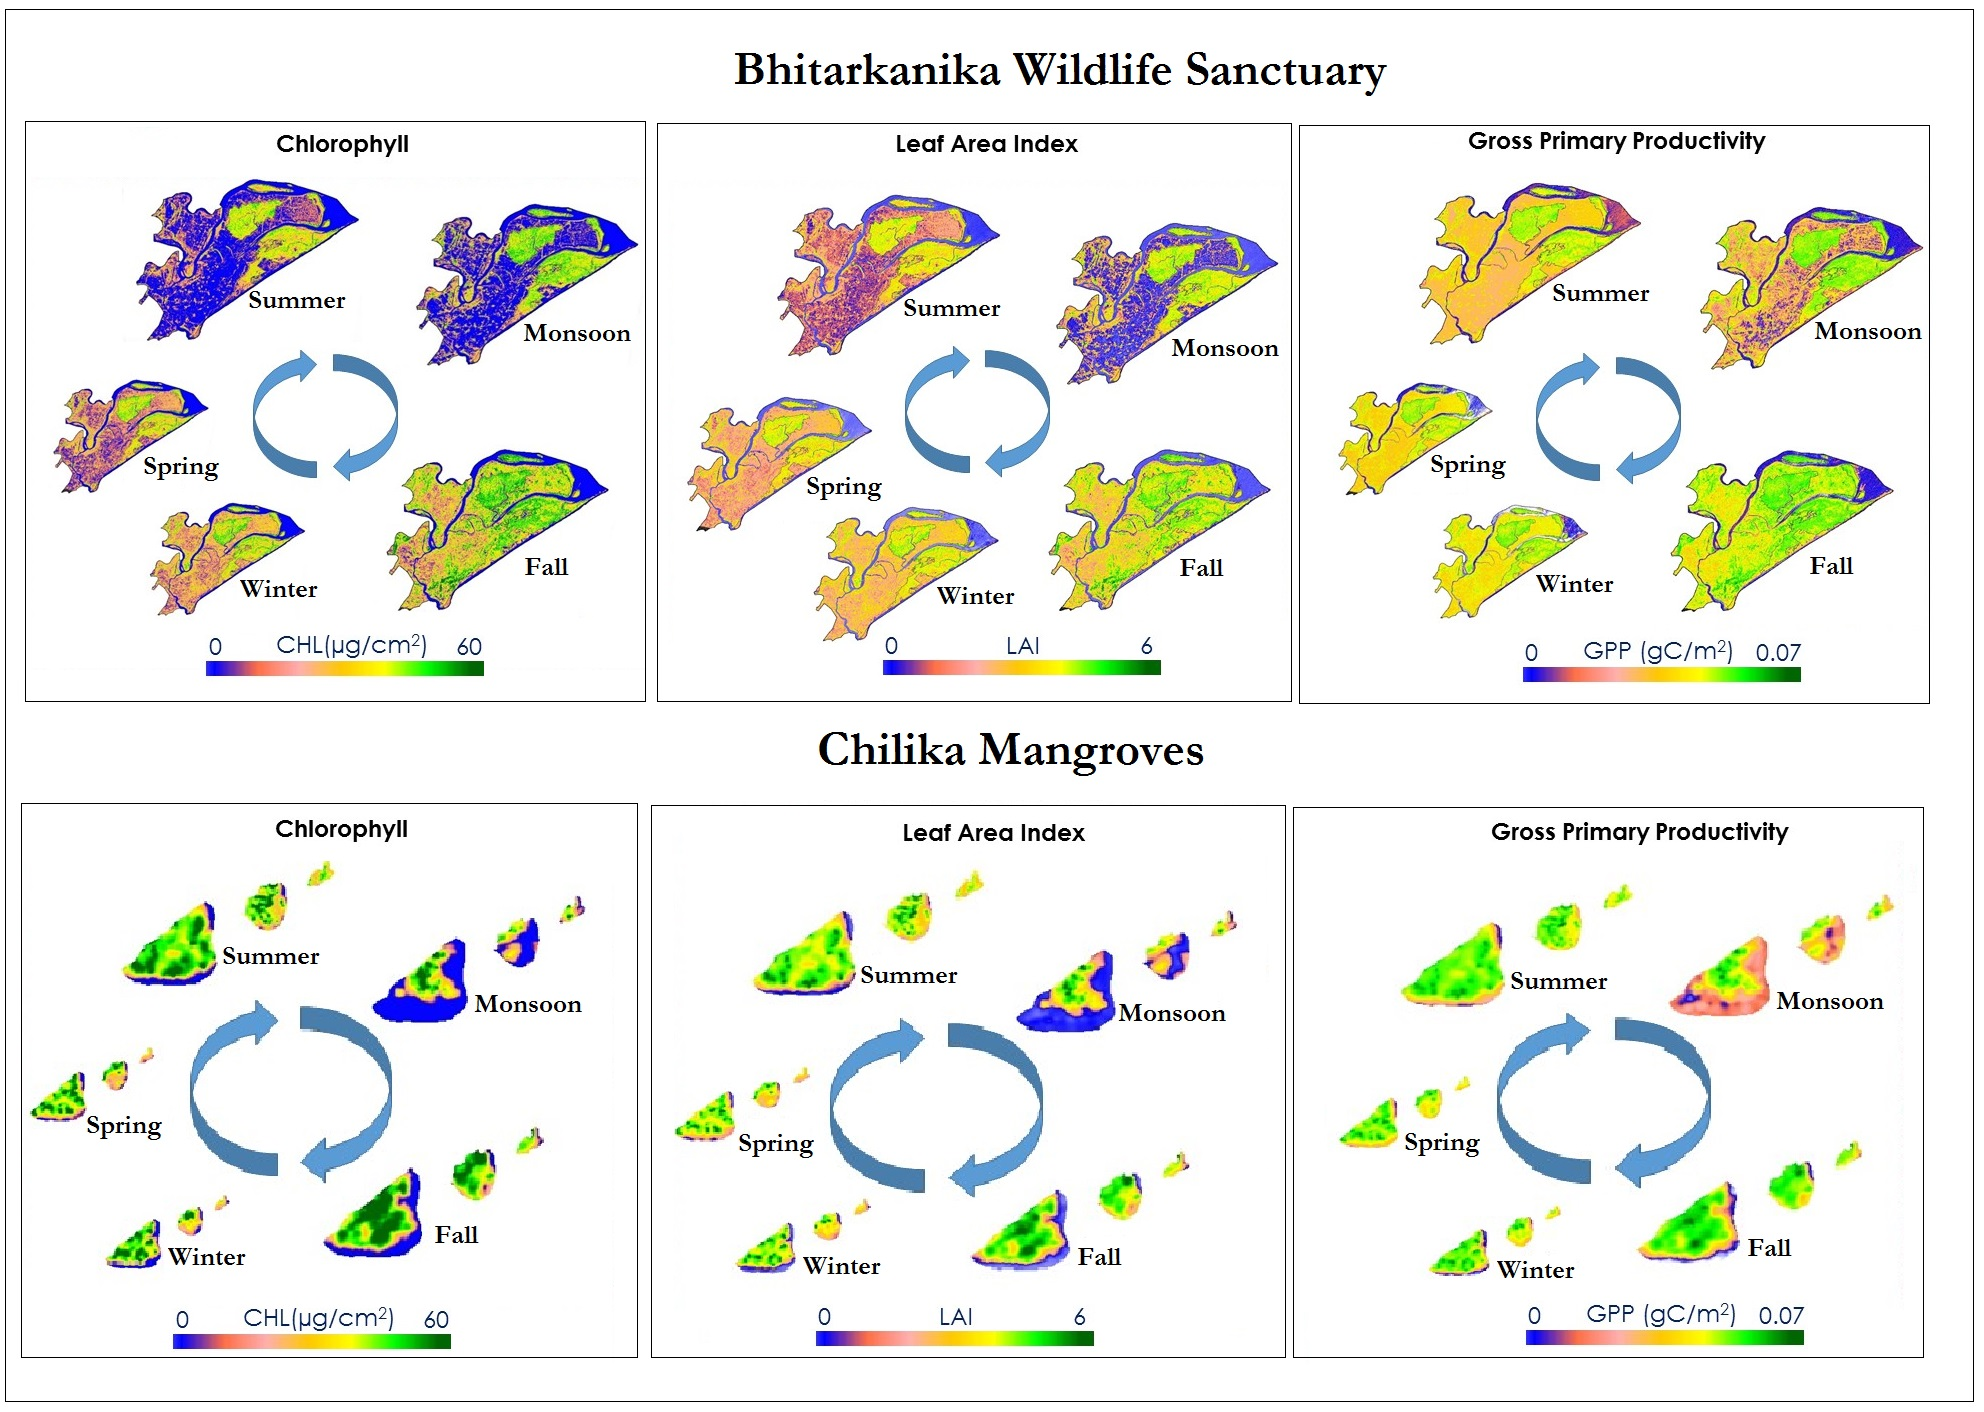 Bhitarkanika Wildlife Sanctuary
Chlorophyll
Summer
Monsoon
Spring
Winter
Fall
0 CHL(µg/cm²) 60
Leaf Area Index
Summer
Monsoon
Spring
Winter
Fall
0 LAI 6
Gross Primary Productivity
Summer
Monsoon
Spring
Winter
Fall
0 GPP (gC/m²) 0.07
Chilika Mangroves
Chlorophyll
Summer
Monsoon
Spring
Winter
Fall
0 CHL(µg/cm²) 60
Leaf Area Index
Summer
Monsoon
Spring
Winter
Fall
0 LAI 6
Gross Primary Productivity
Summer
Monsoon
Spring
Winter
Fall
0 GPP (gC/m²) 0.07